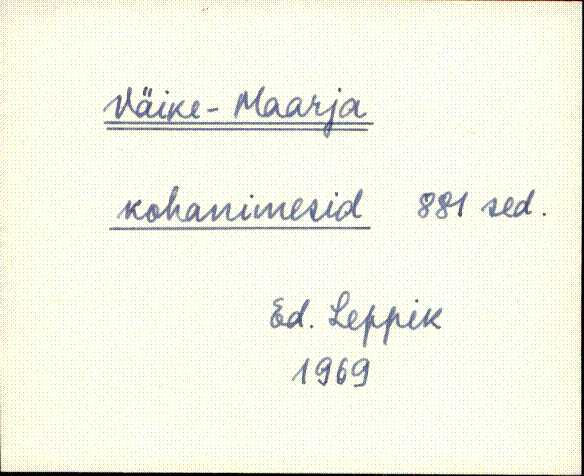 Väike-Maarja
kohanimesid 881 sed.
Ed. Leppik
1969